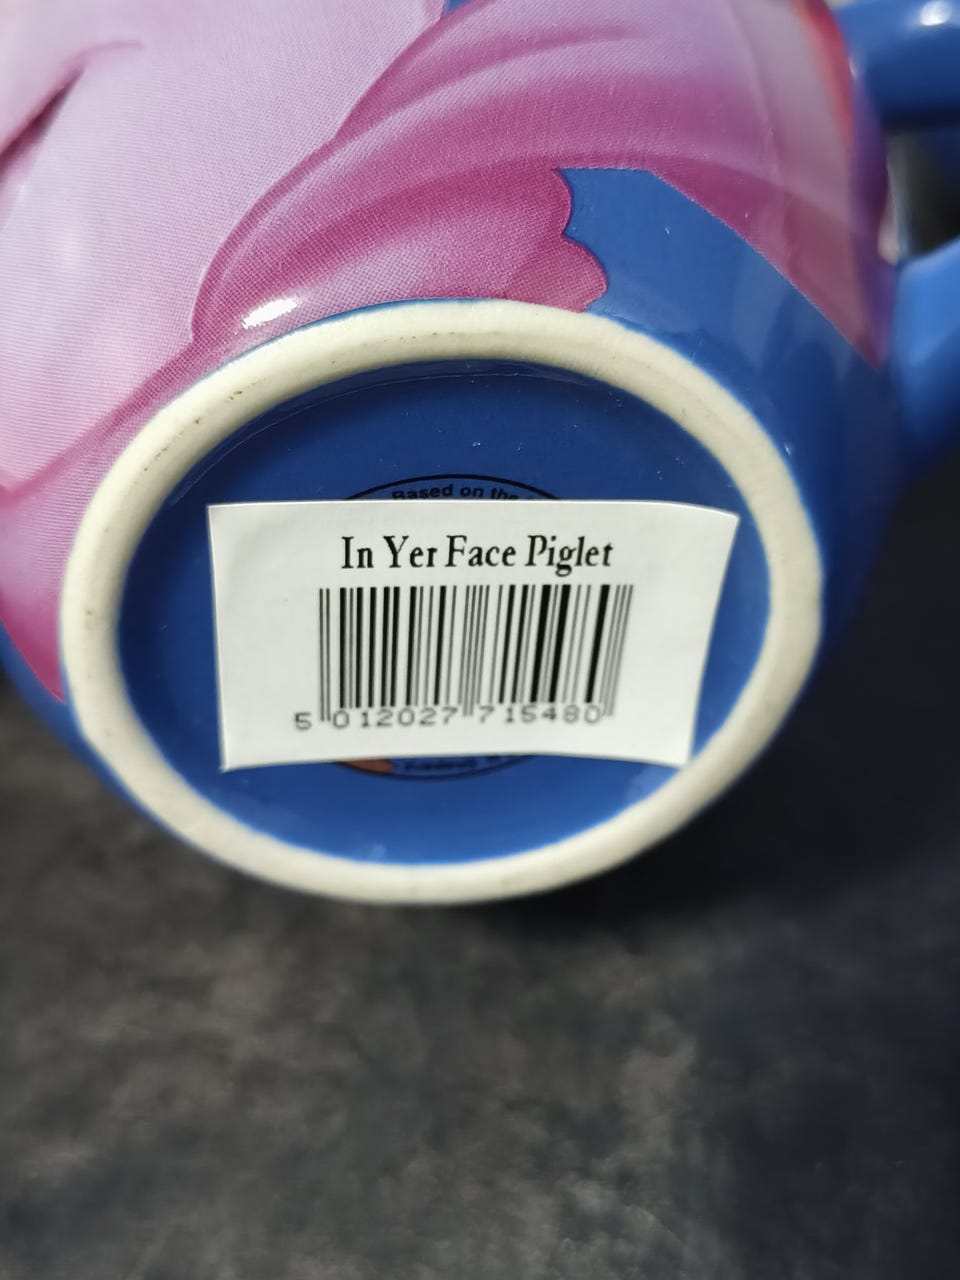 Based on the
In Yer Face Piglet
5 012027 715480